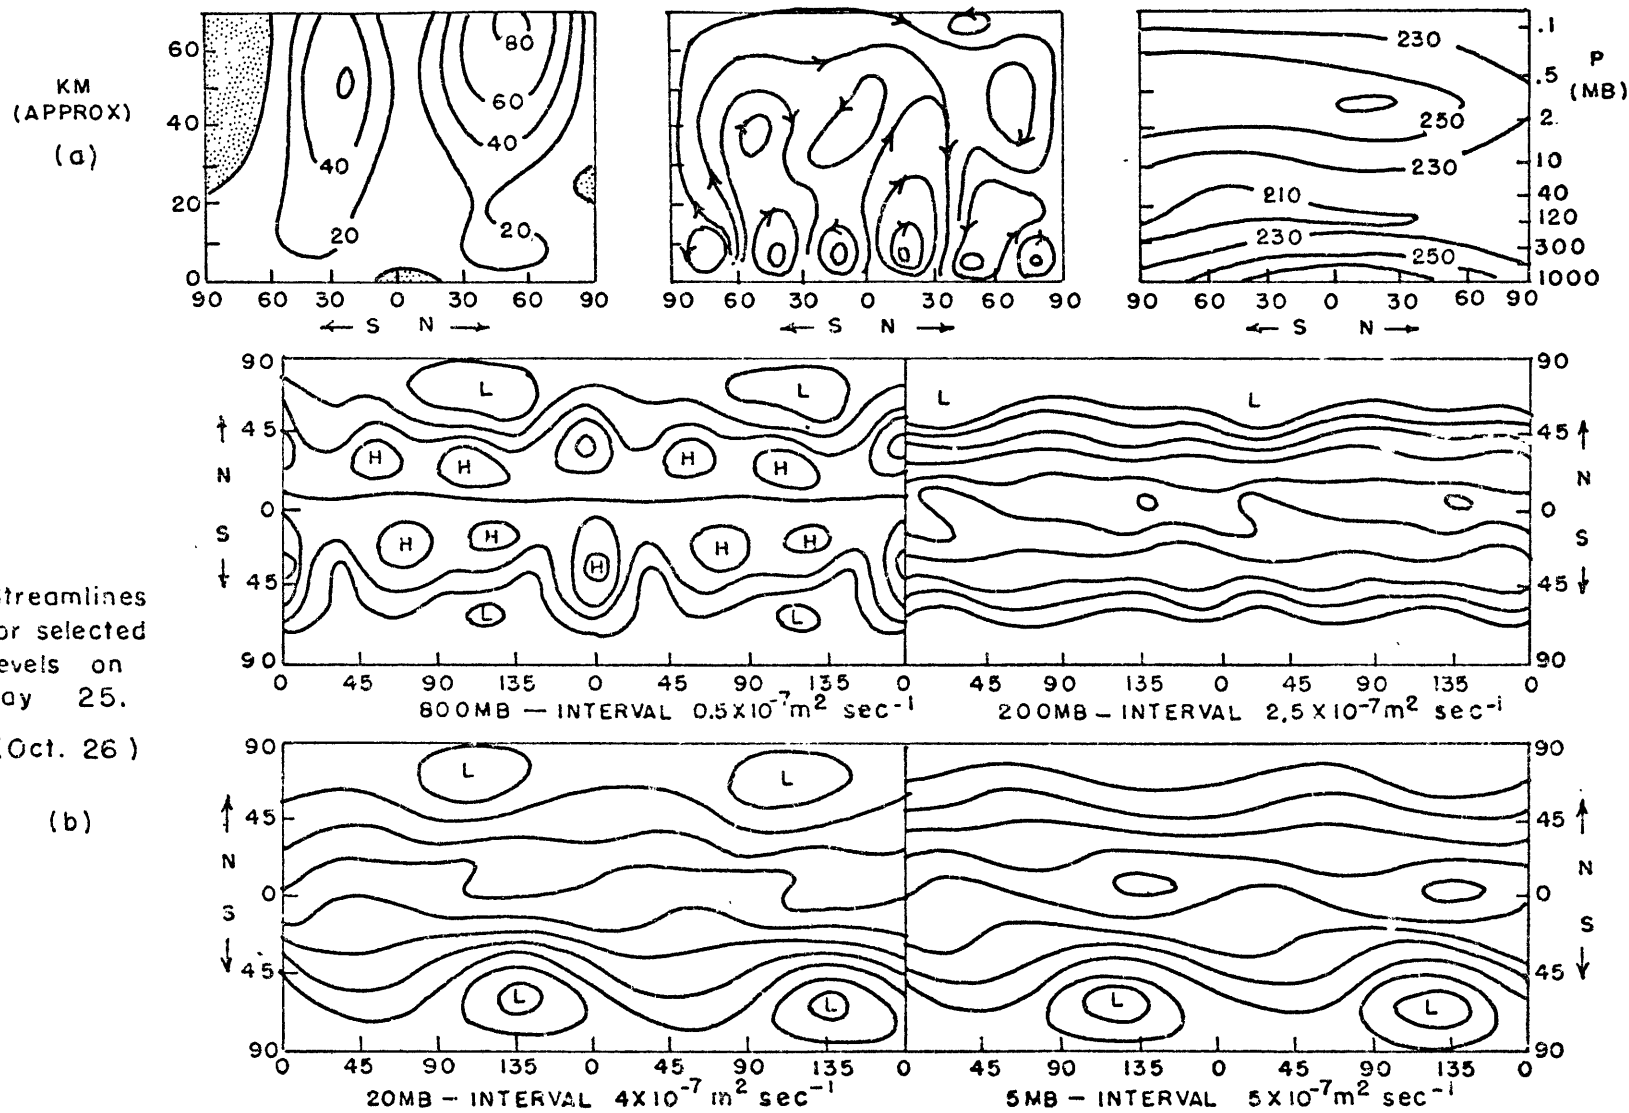 KM
(APPROX)
(a)
60
40
20
0
90 60 30 0 30 60 90
← S N →
80
60
40
40
20
20
90 60 30 0 30 60 90
← S N →
230
250
230
210
230
250
90 60 30 0 30 60 90
← S N →
.1
.5
2.
10
40
120
300
1000
P
(MB)
treamlines
or selected
evels on
ay 25.
Oct. 26)
(b)
90
↑ 45
N
0
S
↓ 45
90
L L
H H H H
H H H H H
L L
0 45 90 135 0 45 90 135 0
800MB — INTERVAL 0.5X10⁻⁷m² sec⁻¹
L L
45 90 135 0 45 90 135 0
200MB — INTERVAL 2,5X10⁻⁷m² sec⁻¹
90
45 ↑
N
0
S
45 ↓
90
90
↑ 45
N
0
S
↓ 45
90
L L
L L
0 45 90 135 0 45 90 135 0
20MB — INTERVAL 4X10⁻⁷ m² sec⁻¹
L L
45 90 135 0 45 90 135 0
5MB — INTERVAL 5X10⁻⁷m² sec⁻¹
90
45 ↑
N
0
S
45 ↓
90